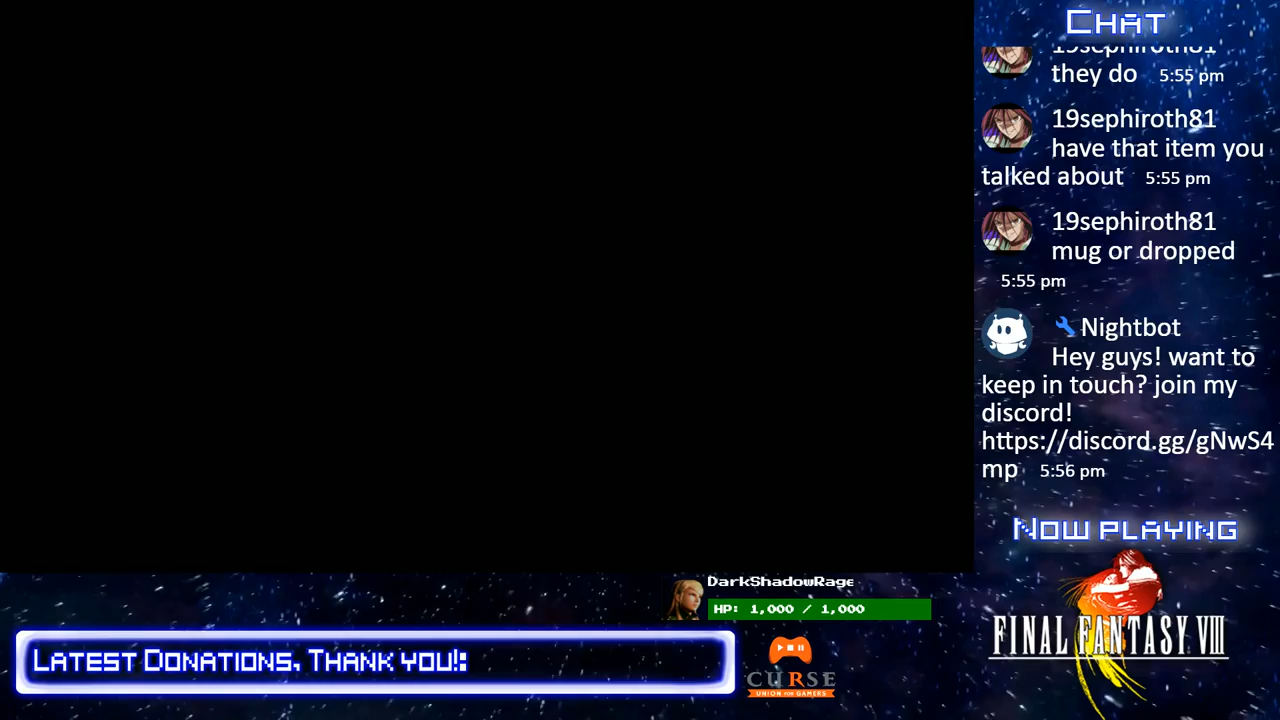 CHAT
19sephiroth81
they do 5:55 pm
19sephiroth81
have that item you
talked about 5:55 pm
19sephiroth81
mug or dropped
5:55 pm
Nightbot
Hey guys! want to
keep in touch? join my
discord!
https://discord.gg/gNwS4
mp 5:56 pm
NOW PLAYING
FINAL FANTASY VIII
DarkShadowRage
HP: 1,000 / 1,000
LATEST DONATIONS, THANK YOU!:
CURSE
UNION FOR GAMERS